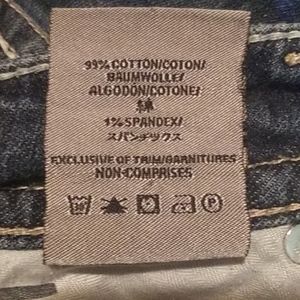 99% COTTON/COTON/
BAUMWOLLE/
ALGODON/COTONE/
綿
1% SPANDEX/
スパンデックス
EXCLUSIVE OF TRIM/GARNITURES
NON-COMPRISES
P